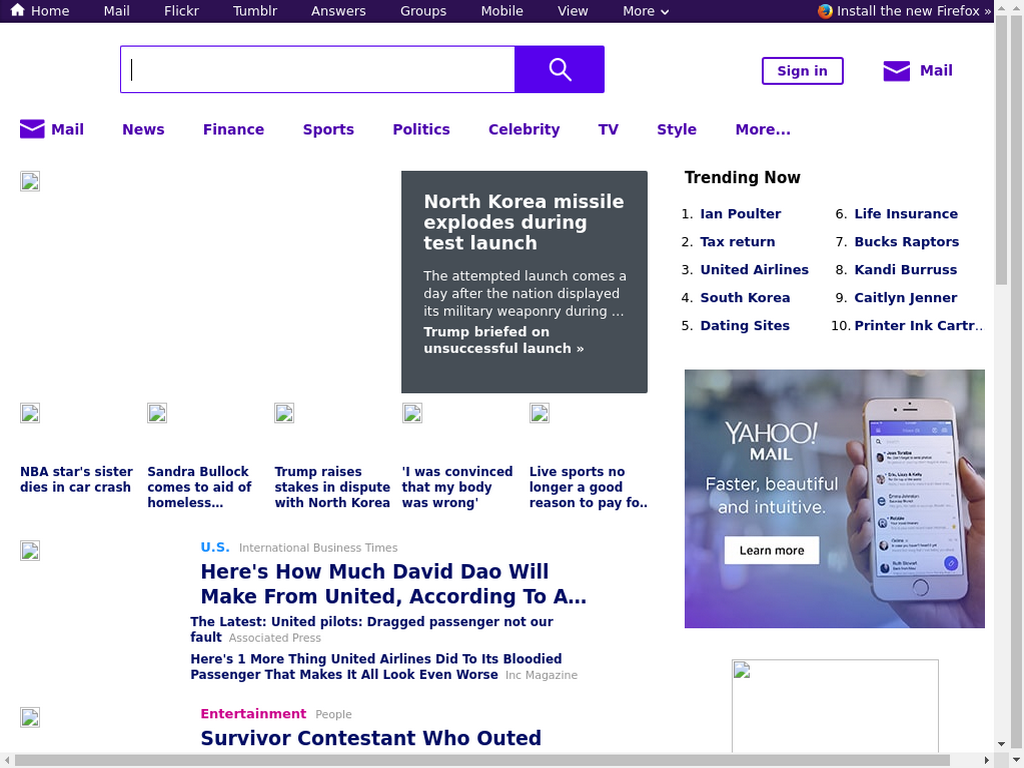 Home Mail Flickr Tumblr Answers Groups Mobile View More Install the new Firefox »
Sign in Mail
Mail News Finance Sports Politics Celebrity TV Style More...
North Korea missile
explodes during
test launch
The attempted launch comes a
day after the nation displayed
its military weaponry during ...
Trump briefed on
unsuccessful launch »
Trending Now
1. Ian Poulter
2. Tax return
3. United Airlines
4. South Korea
5. Dating Sites
6. Life Insurance
7. Bucks Raptors
8. Kandi Burruss
9. Caitlyn Jenner
10. Printer Ink Cartr..
NBA star's sister
dies in car crash
Sandra Bullock
comes to aid of
homeless...
Trump raises
stakes in dispute
with North Korea
'I was convinced
that my body
was wrong'
Live sports no
longer a good
reason to pay fo..
YAHOO!
MAIL
Faster, beautiful
and intuitive.
Learn more
U.S. International Business Times
Here's How Much David Dao Will
Make From United, According To A...
The Latest: United pilots: Dragged passenger not our
fault Associated Press
Here's 1 More Thing United Airlines Did To Its Bloodied
Passenger That Makes It All Look Even Worse Inc Magazine
Entertainment People
Survivor Contestant Who Outed